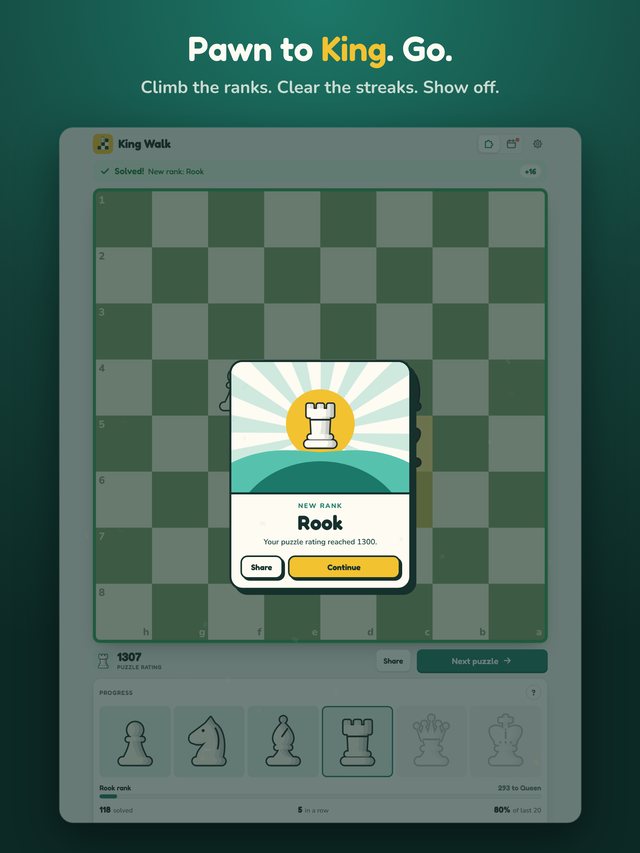 Pawn to King. Go.
Climb the ranks. Clear the streaks. Show off.
King Walk
Solved! New rank: Rook
+16
1
2
3
4
5
6
7
8
h g f e d c b a
NEW RANK
Rook
Your puzzle rating reached 1300.
Share Continue
1307
PUZZLE RATING
Share Next puzzle →
PROGRESS
?
Rook rank 293 to Queen
118 solved 5 in a row 80% of last 20